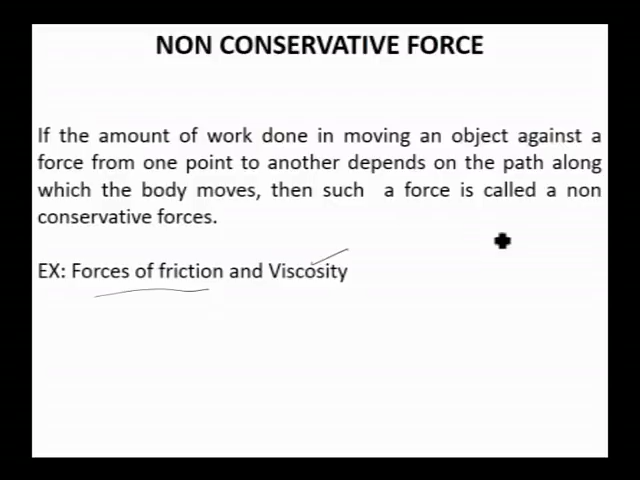 NON CONSERVATIVE FORCE
If the amount of work done in moving an object against a
force from one point to another depends on the path along
which the body moves, then such a force is called a non
conservative forces.
EX: Forces of friction and Viscosity